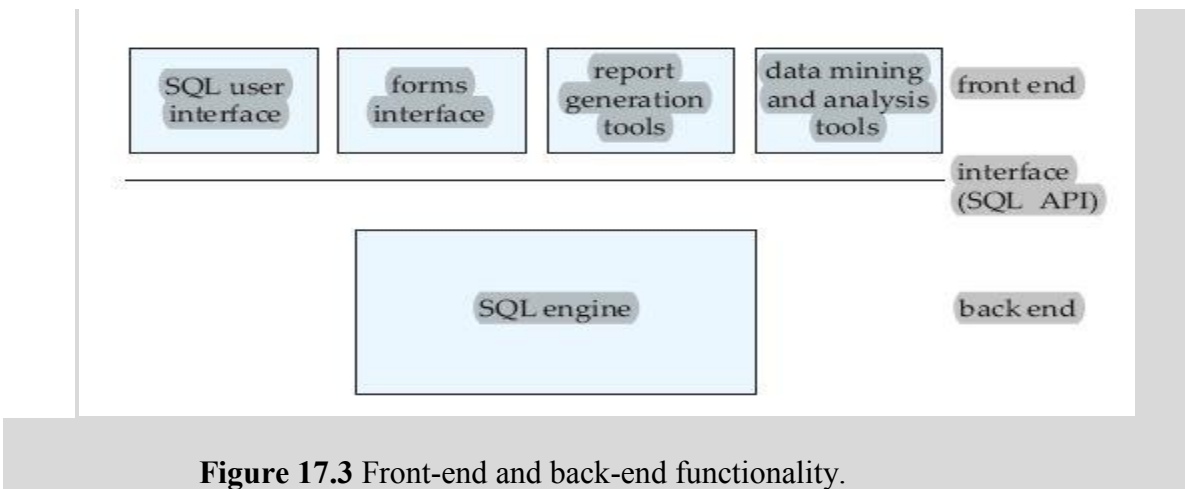 SQL user
interface
forms
interface
report
generation
tools
data mining
and analysis
tools
front end
interface
(SQL API)
SQL engine
back end
Figure 17.3 Front-end and back-end functionality.